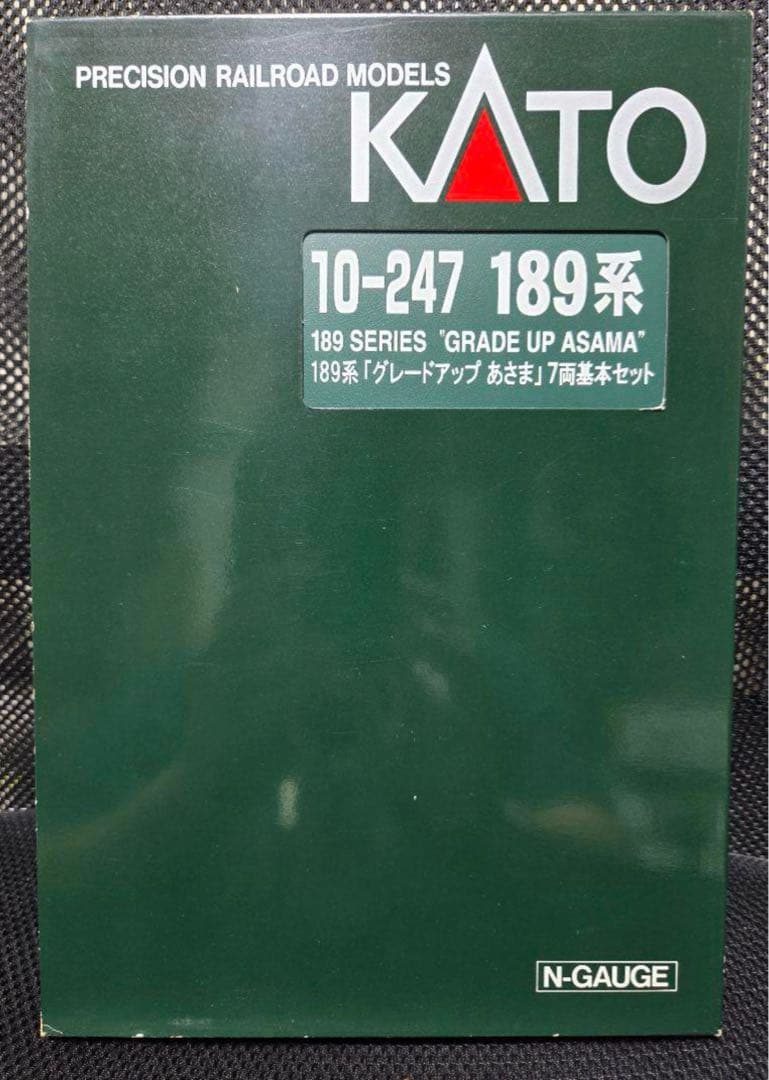 PRECISION RAILROAD MODELS
KATO
10-247 189系
189 SERIES "GRADE UP ASAMA"
189系「グレードアップ あさま」7両基本セット
N-GAUGE